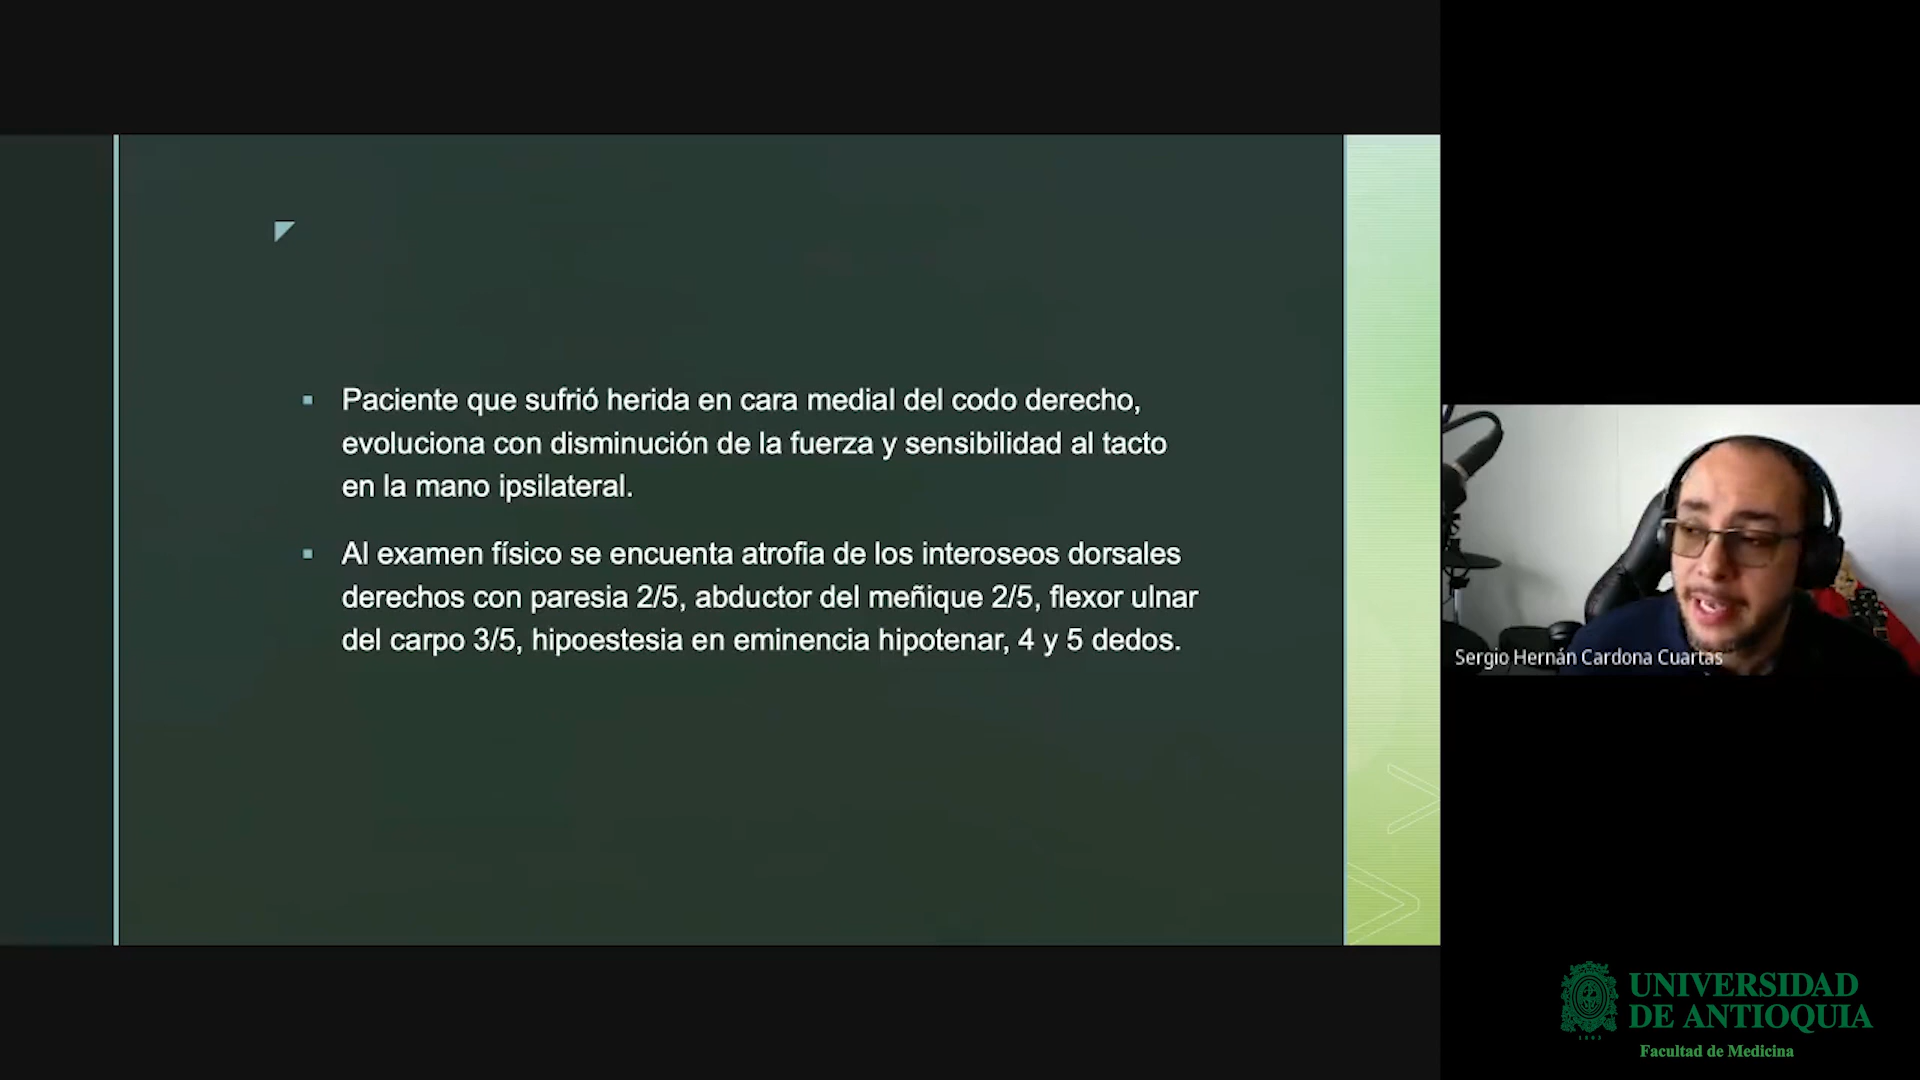 Paciente que sufrió herida en cara medial del codo derecho,
evoluciona con disminución de la fuerza y sensibilidad al tacto
en la mano ipsilateral.
Al examen físico se encuenta atrofia de los interoseos dorsales
derechos con paresia 2/5, abductor del meñique 2/5, flexor ulnar
del carpo 3/5, hipoestesia en eminencia hipotenar, 4 y 5 dedos.
Sergio Hernán Cardona Cuartas
UNIVERSIDAD
DE ANTIOQUIA
1803
Facultad de Medicina